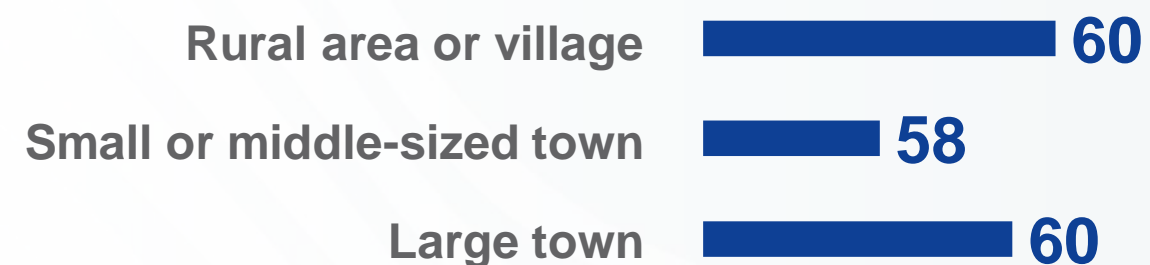 Rural area or village 60
Small or middle-sized town 58
Large town 60